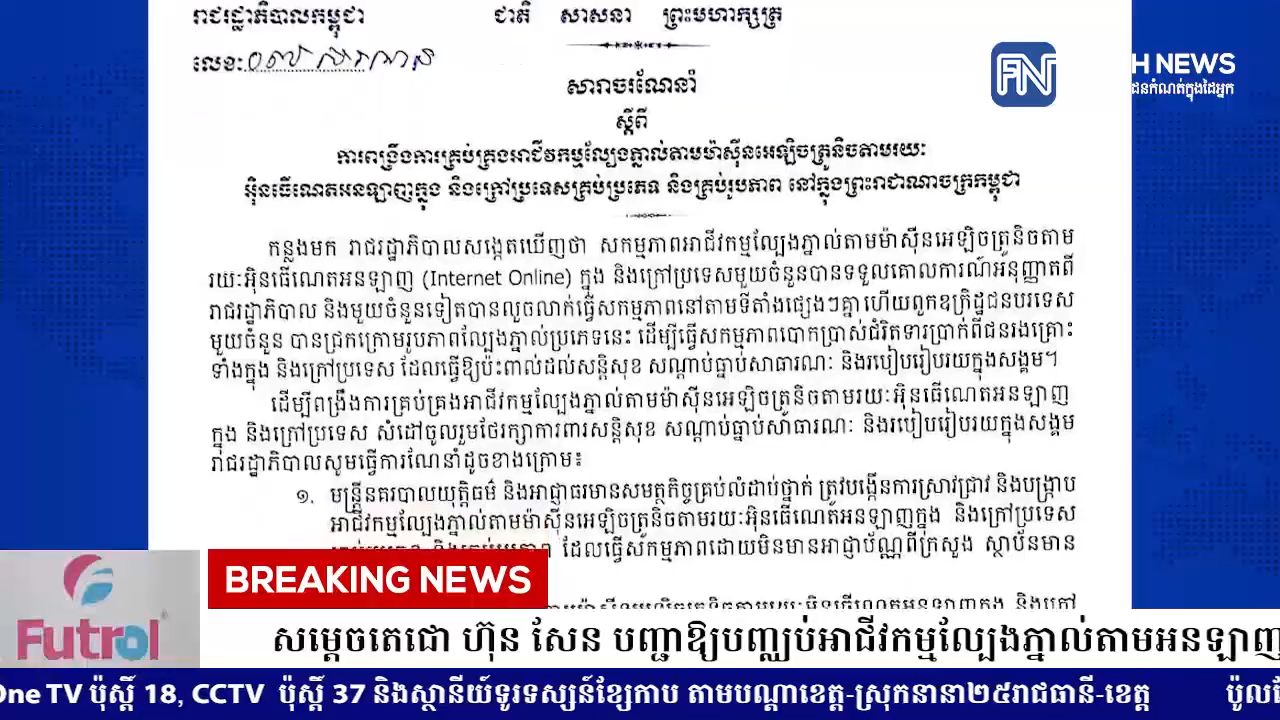 រាជរដ្ឋាភិបាលកម្ពុជា
ជាតិ សាសនា ព្រះមហាក្សត្រ
លេខ:
សារាចរណែនាំ
ស្តីពី
ការពង្រឹងការគ្រប់គ្រងអាជីវកម្មល្បែងភ្នាល់តាមម៉ាស៊ីនអេឡិចត្រូនិចតាមរយៈ
អ៊ិនធើណេតអនឡាញក្នុង និងក្រៅប្រទេសគ្រប់ប្រភេទ និងគ្រប់រូបភាព នៅក្នុងព្រះរាជាណាចក្រកម្ពុជា
កន្លងមក រាជរដ្ឋាភិបាលសង្កេតឃើញថា សកម្មភាពអាជីវកម្មល្បែងភ្នាល់តាមម៉ាស៊ីនអេឡិចត្រូនិចតាម
រយៈអ៊ិនធើណេតអនឡាញ (Internet Online) ក្នុង និងក្រៅប្រទេសមួយចំនួនបានទទួលគោលការណ៍អនុញ្ញាតពី
រាជរដ្ឋាភិបាល និងមួយចំនួនទៀតបានលួចលាក់ធ្វើសកម្មភាពនៅតាមទីតាំងផ្សេងៗគ្នា ហើយពួកឧក្រិដ្ឋជនបរទេស
មួយចំនួន បានជ្រកក្រោមរូបភាពល្បែងភ្នាល់ប្រភេទនេះ ដើម្បីធ្វើសកម្មភាពបោកប្រាស់ជំរិតទារប្រាក់ពីជនរងគ្រោះ
ទាំងក្នុង និងក្រៅប្រទេស ដែលធ្វើឱ្យប៉ះពាល់ដល់សន្តិសុខ សណ្តាប់ធ្នាប់សាធារណៈ និងរបៀបរៀបរយក្នុងសង្គម។
ដើម្បីពង្រឹងការគ្រប់គ្រងអាជីវកម្មល្បែងភ្នាល់តាមម៉ាស៊ីនអេឡិចត្រូនិចតាមរយៈអ៊ិនធើណេតអនឡាញ
ក្នុង និងក្រៅប្រទេស សំដៅចូលរួមថែរក្សាការពារសន្តិសុខ សណ្តាប់ធ្នាប់សាធារណៈ និងរបៀបរៀបរយក្នុងសង្គម
រាជរដ្ឋាភិបាលសូមធ្វើការណែនាំដូចខាងក្រោម៖
១. មន្ត្រីនគរបាលយុត្តិធម៌ និងអាជ្ញាធរមានសមត្ថកិច្ចគ្រប់លំដាប់ថ្នាក់ ត្រូវបង្កើនការស្រាវជ្រាវ និងបង្ក្រាប
អាជីវកម្មល្បែងភ្នាល់តាមម៉ាស៊ីនអេឡិចត្រូនិចតាមរយៈអ៊ិនធើណេតអនឡាញក្នុង និងក្រៅប្រទេស
ដែលធ្វើសកម្មភាពដោយមិនមានអាជ្ញាប័ណ្ណពីក្រសួង ស្ថាប័នមាន
FN
H NEWS
ជនកំណត់ក្នុងដៃអ្នក
Futrol
BREAKING NEWS
សម្តេចតេជោ ហ៊ុន សែន បញ្ជាឱ្យបញ្ឈប់អាជីវកម្មល្បែងភ្នាល់តាមអនឡាញ
One TV ប៉ុស្តិ៍ 18, CCTV ប៉ុស្តិ៍ 37 និងស្ថានីយ៍ទូរទស្សន៍ខ្សែកាប តាមបណ្តាខេត្ត-ស្រុកនានា២៥រាជធានី-ខេត្ត